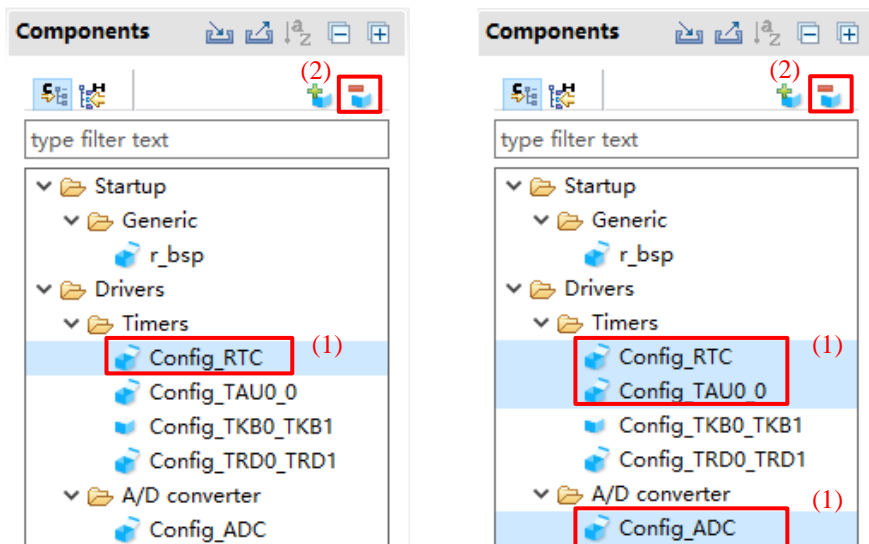 Components
(2)
type filter text
Startup
Generic
r_bsp
Drivers
Timers
Config_RTC (1)
Config_TAU0_0
Config_TKB0_TKB1
Config_TRD0_TRD1
A/D converter
Config_ADC
Components
(2)
type filter text
Startup
Generic
r_bsp
Drivers
Timers
Config_RTC (1)
Config_TAU0_0
Config_TKB0_TKB1
Config_TRD0_TRD1
A/D converter (1)
Config_ADC